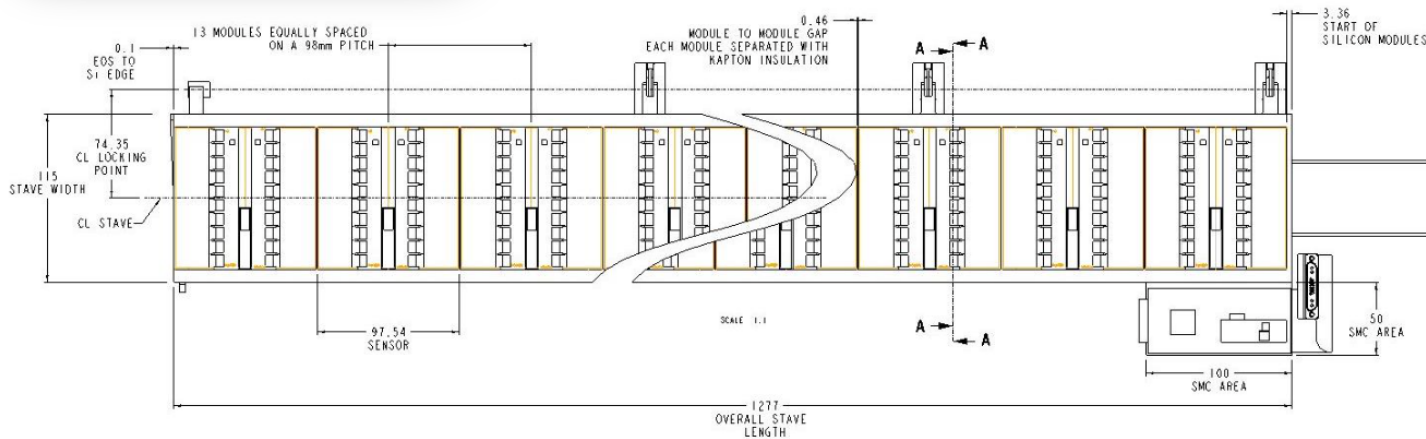 13 MODULES EQUALLY SPACED
ON A 98mm PITCH
0.1
EOS TO
Si EDGE
0.46
MODULE TO MODULE GAP
EACH MODULE SEPARATED WITH
KAPTON INSULATION
A
A
3.36
START OF
SILICON MODULES
74.35
CL LOCKING
POINT
115
STAVE WIDTH
CL STAVE
97.54
SENSOR
SCALE 1.1
A
A
50
SMC AREA
100
SMC AREA
1277
OVERALL STAVE
LENGTH